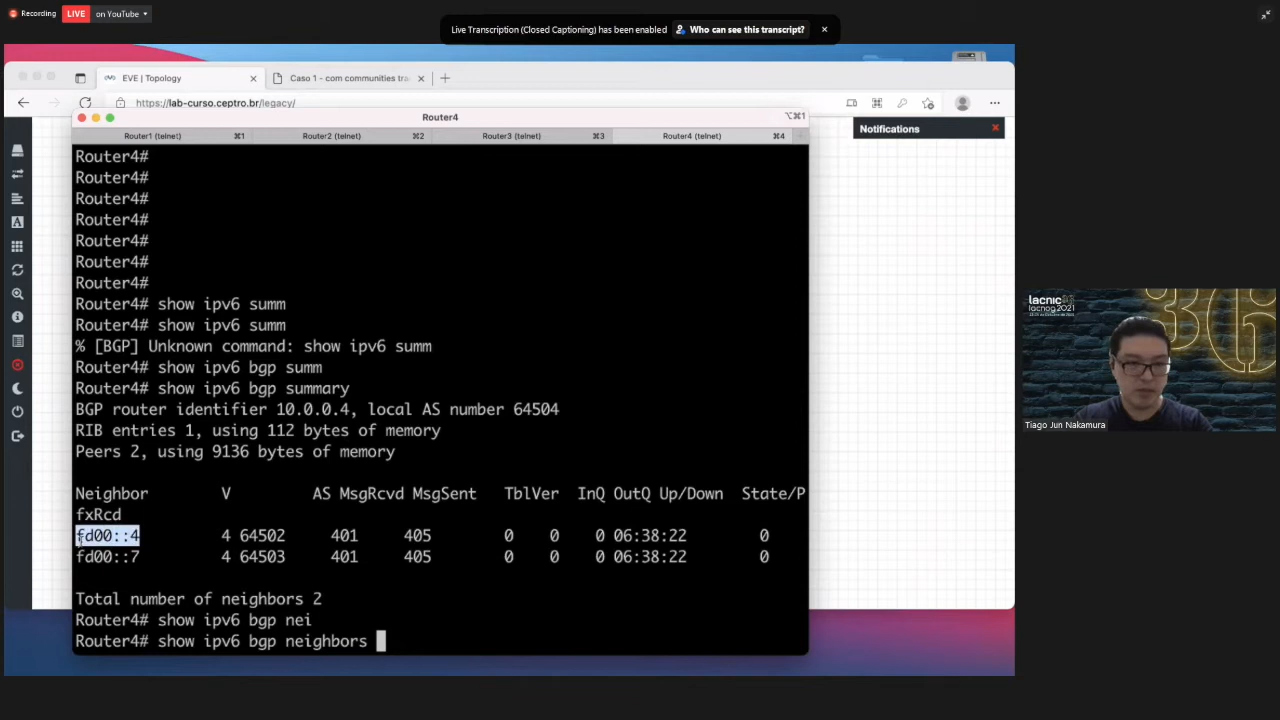 Recording
LIVE
on YouTube
Live Transcription (Closed Captioning) has been enabled
Who can see this transcript?
EVE | Topology
Caso 1 - com communities tra
https://lab-curso.ceptro.br/legacy/
Router4
⌥⌘1
Router1 (telnet) ⌘1
Router2 (telnet) ⌘2
Router3 (telnet) ⌘3
Router4 (telnet) ⌘4
Notifications
Router4#
Router4#
Router4#
Router4#
Router4#
Router4#
Router4#
Router4# show ipv6 summ
Router4# show ipv6 summ
% [BGP] Unknown command: show ipv6 summ
Router4# show ipv6 bgp summ
Router4# show ipv6 bgp summary
BGP router identifier 10.0.0.4, local AS number 64504
RIB entries 1, using 112 bytes of memory
Peers 2, using 9136 bytes of memory
Neighbor V AS MsgRcvd MsgSent TblVer InQ OutQ Up/Down State/P
fxRcd
fd00::4 4 64502 401 405 0 0 0 06:38:22 0
fd00::7 4 64503 401 405 0 0 0 06:38:22 0
Total number of neighbors 2
Router4# show ipv6 bgp nei
Router4# show ipv6 bgp neighbors
lacnic 36
lacnog 2021
Tiago Jun Nakamura